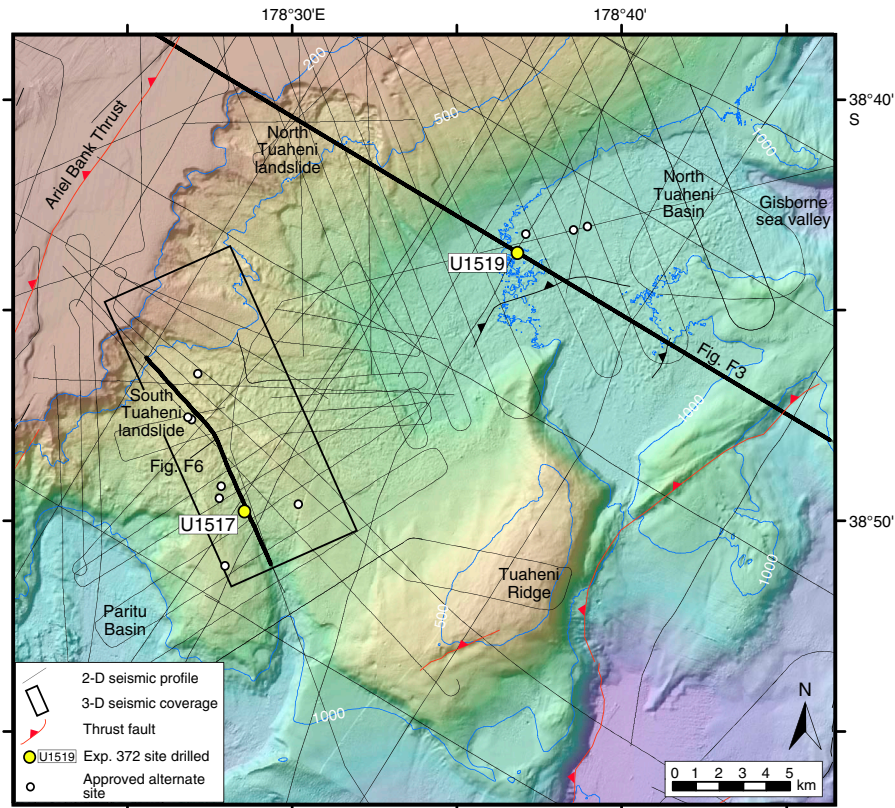 178°30'E
178°40'
200
500
38°40'
S
1000
Ariel Bank Thrust
North
Tuaheni
landslide
North
Tuaheni
Basin
Gisborne
sea valley
U1519
Fig. F3
1000
South
Tuaheni
landslide
Fig. F6
U1517
38°50'
1000
Tuaheni
Ridge
500
Paritu
Basin
1000
2-D seismic profile
3-D seismic coverage
Thrust fault
U1519 Exp. 372 site drilled
Approved alternate
site
N
0 1 2 3 4 5
km